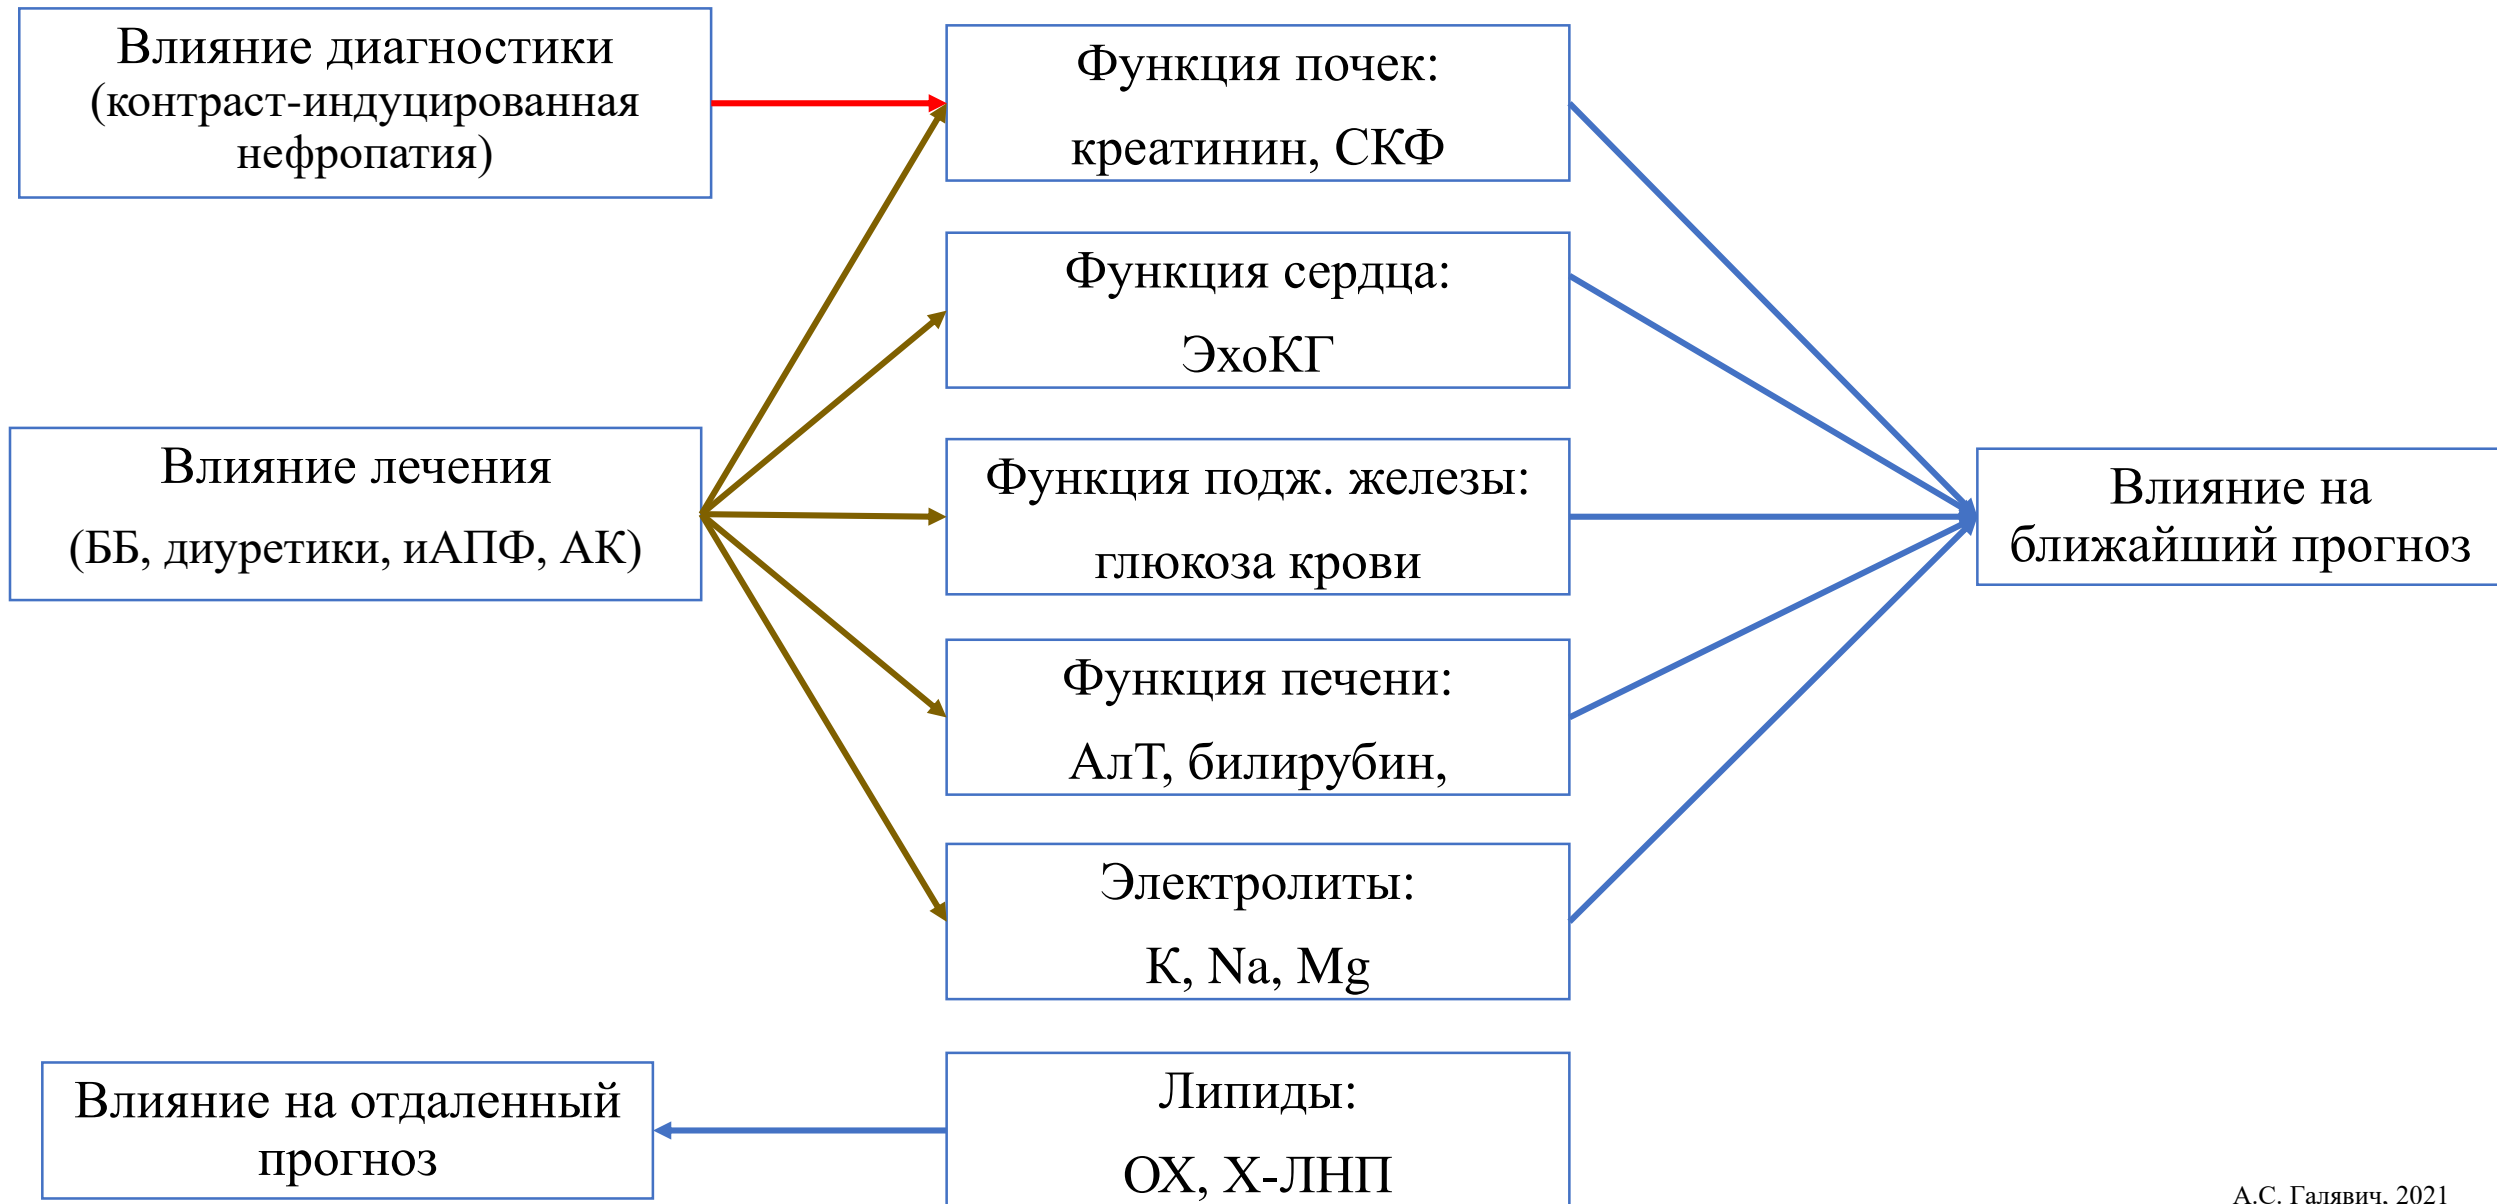 Влияние диагностики
(контраст-индуцированная
нефропатия)
Функция почек:
креатинин, СКФ
Функция сердца:
ЭхоКГ
Влияние лечения
(ББ, диуретики, иАПФ, АК)
Функция подж. железы:
глюкоза крови
Влияние на
ближайший прогноз
Функция печени:
АлТ, билирубин,
Электролиты:
К, Na, Mg
Влияние на отдаленный
прогноз
Липиды:
ОХ, Х-ЛНП
А.С. Галявич, 2021